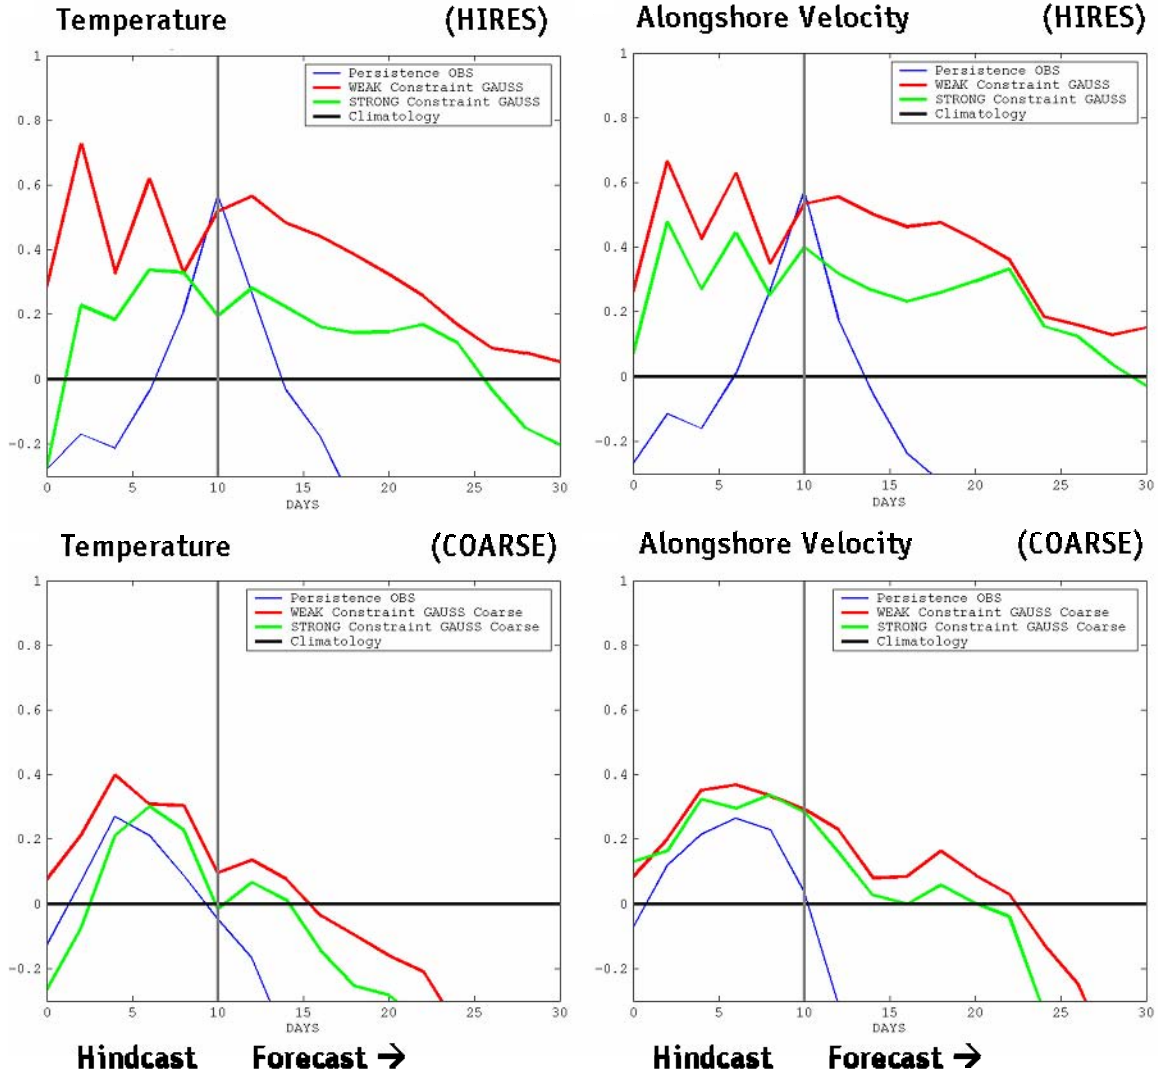 Temperature (HIRES)
Alongshore Velocity (HIRES)
Persistence OBS
WEAK Constraint GAUSS
STRONG Constraint GAUSS
Climatology
1
0.8
0.6
0.4
0.2
0
-0.2
0 5 10 15 20 25 30
DAYS
Persistence OBS
WEAK Constraint GAUSS
STRONG Constraint GAUSS
Climatology
1
0.8
0.6
0.4
0.2
0
-0.2
0 5 10 15 20 25 30
DAYS
Temperature (COARSE)
Alongshore Velocity (COARSE)
Persistence OBS
WEAK Constraint GAUSS Coarse
STRONG Constraint GAUSS Coarse
Climatology
1
0.8
0.6
0.4
0.2
0
-0.2
0 5 10 15 20 25 30
DAYS
Persistence OBS
WEAK Constraint GAUSS Coarse
STRONG Constraint GAUSS Coarse
Climatology
1
0.8
0.6
0.4
0.2
0
-0.2
0 5 10 15 20 25 30
DAYS
Hindcast Forecast →
Hindcast Forecast →